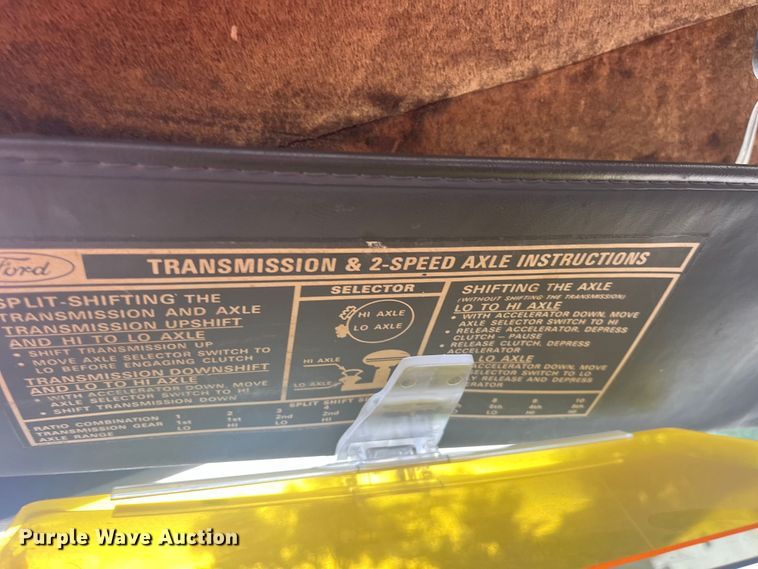 Ford
TRANSMISSION & 2-SPEED AXLE INSTRUCTIONS
SPLIT-SHIFTING THE
TRANSMISSION AND AXLE
TRANSMISSION UPSHIFT
AND HI TO LO AXLE
• SHIFT TRANSMISSION UP
• MOVE AXLE SELECTOR SWITCH TO
LO BEFORE ENGAGING CLUTCH
TRANSMISSION DOWNSHIFT
AND LO TO HI AXLE
• WITH ACCELERATOR DOWN, MOVE
AXLE SELECTOR SWITCH TO HI
• SHIFT TRANSMISSION DOWN
SELECTOR
HI AXLE
LO AXLE
HI AXLE
LO AXLE
SHIFTING THE AXLE
(WITHOUT SHIFTING THE TRANSMISSION)
LO TO HI AXLE
• WITH ACCELERATOR DOWN, MOVE
AXLE SELECTOR SWITCH TO HI
• RELEASE ACCELERATOR, DEPRESS
CLUTCH - PAUSE
• RELEASE CLUTCH, DEPRESS
ACCELERATOR
LO AXLE
ACCELERATOR DOWN, MOVE
SELECTOR SWITCH TO LO
RELEASE AND DEPRESS
SPLIT SHIFT
RATIO COMBINATION 1 2 3 4 8 9 10
TRANSMISSION GEAR 1st 1st 2nd 2nd 5th
AXLE RANGE LO HI LO HI LO HI
Purple Wave Auction